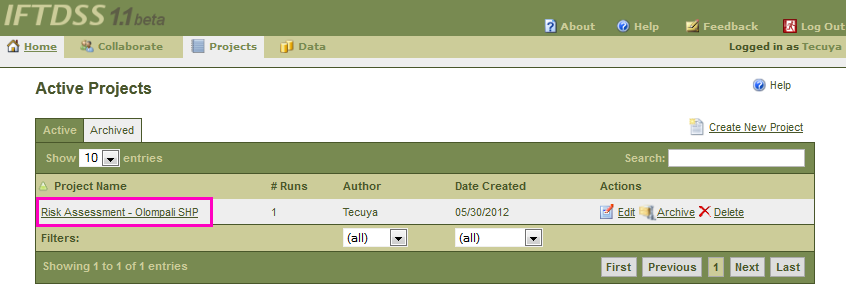 IFTDSS 1.1 beta
About Help Feedback Log Out
Home Collaborate Projects Data Logged in as Tecuya
Active Projects Help
Active Archived Create New Project
Show 10 entries Search:
Project Name # Runs Author Date Created Actions
Risk Assessment - Olompali SHP 1 Tecuya 05/30/2012 Edit Archive Delete
Filters: (all) (all)
Showing 1 to 1 of 1 entries First Previous 1 Next Last